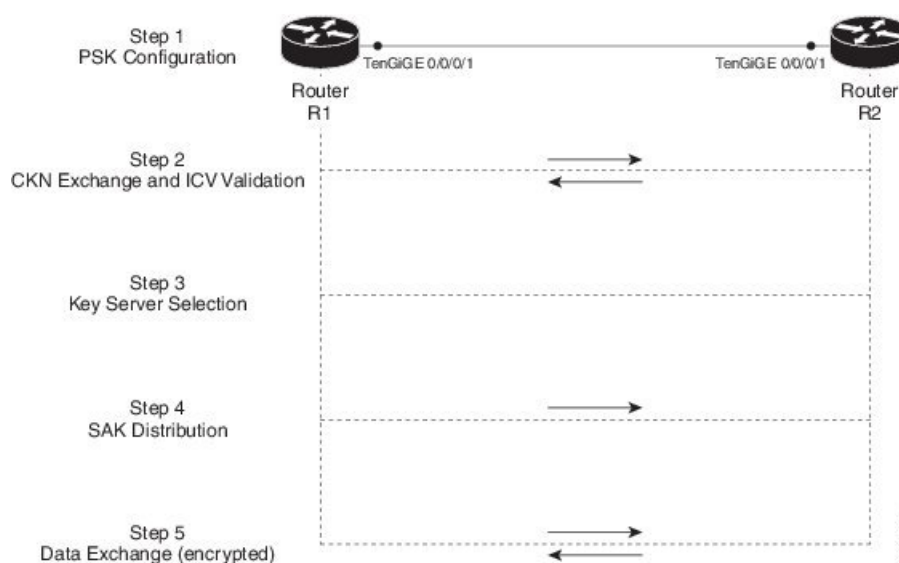 Step 1
PSK Configuration
TenGiGE 0/0/0/1
TenGiGE 0/0/0/1
Router
R1
Router
R2
Step 2
CKN Exchange and ICV Validation
Step 3
Key Server Selection
Step 4
SAK Distribution
Step 5
Data Exchange (encrypted)